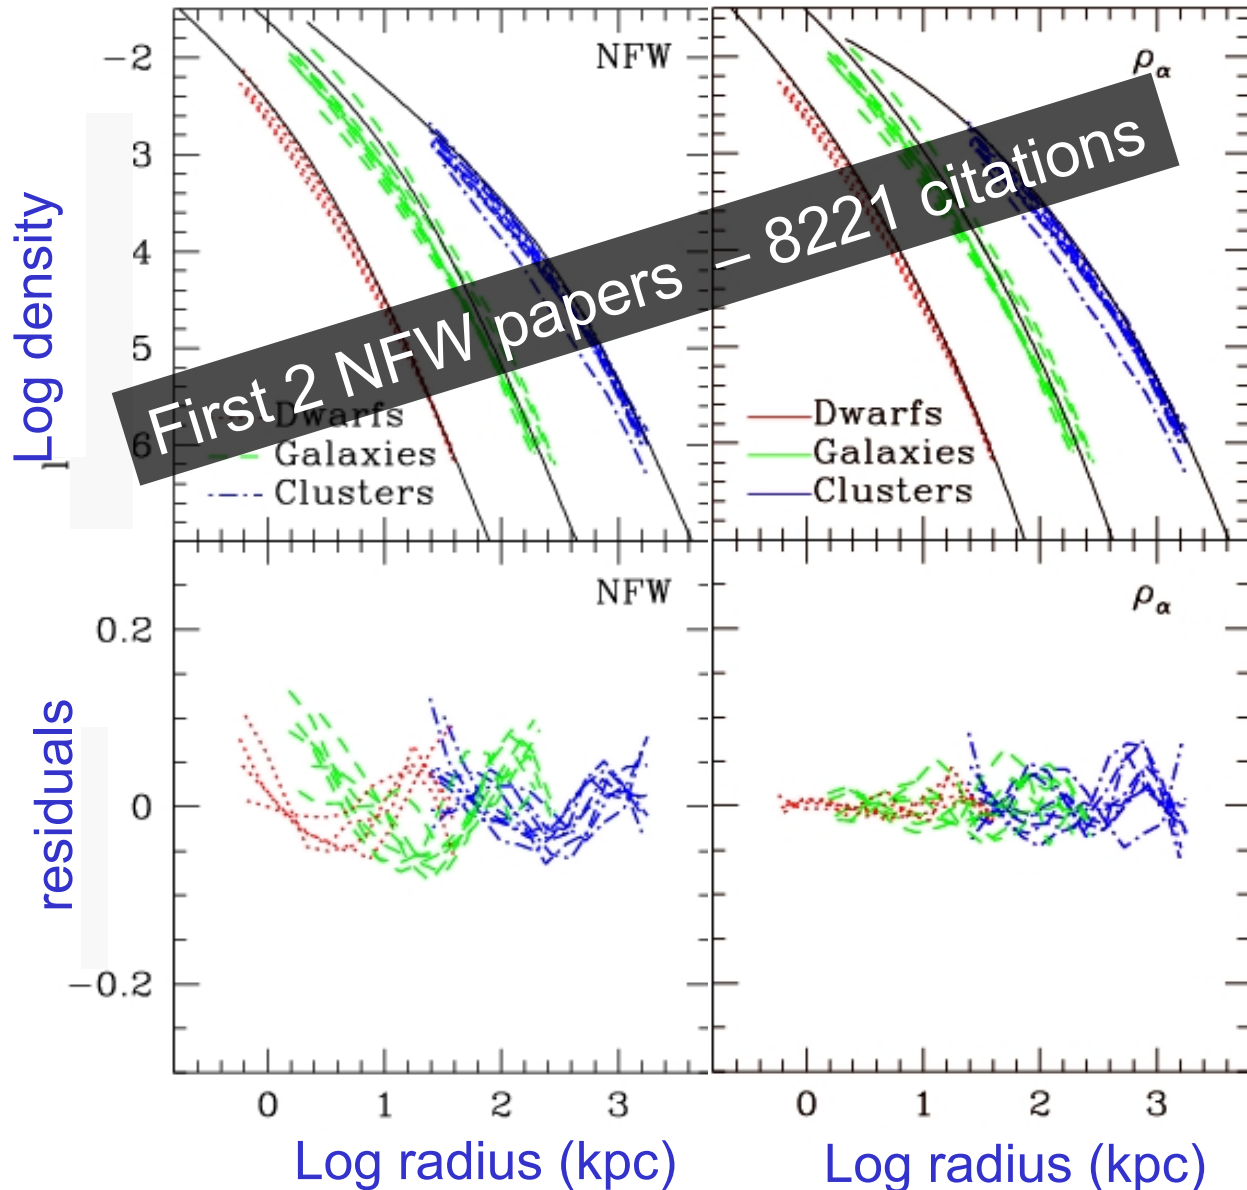 NFW
ρα
−2
3
4
5
6
Log density
First 2 NFW papers – 8221 citations
Dwarfs
Galaxies
Clusters
Dwarfs
Galaxies
Clusters
NFW
ρα
0.2
0
−0.2
residuals
0 1 2 3
0 1 2 3
Log radius (kpc)
Log radius (kpc)